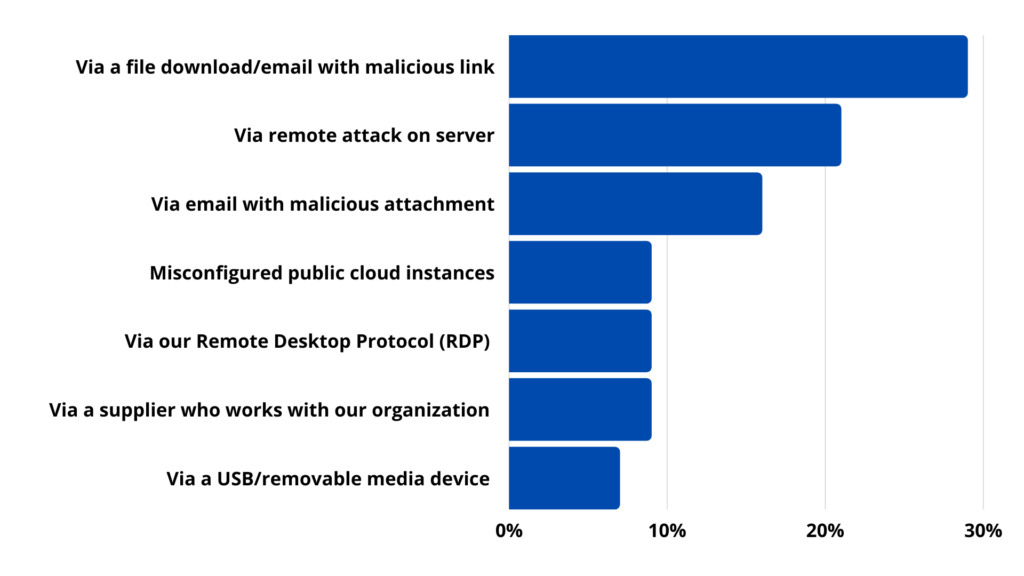 Via a file download/email with malicious link
Via remote attack on server
Via email with malicious attachment
Misconfigured public cloud instances
Via our Remote Desktop Protocol (RDP)
Via a supplier who works with our organization
Via a USB/removable media device
0% 10% 20% 30%